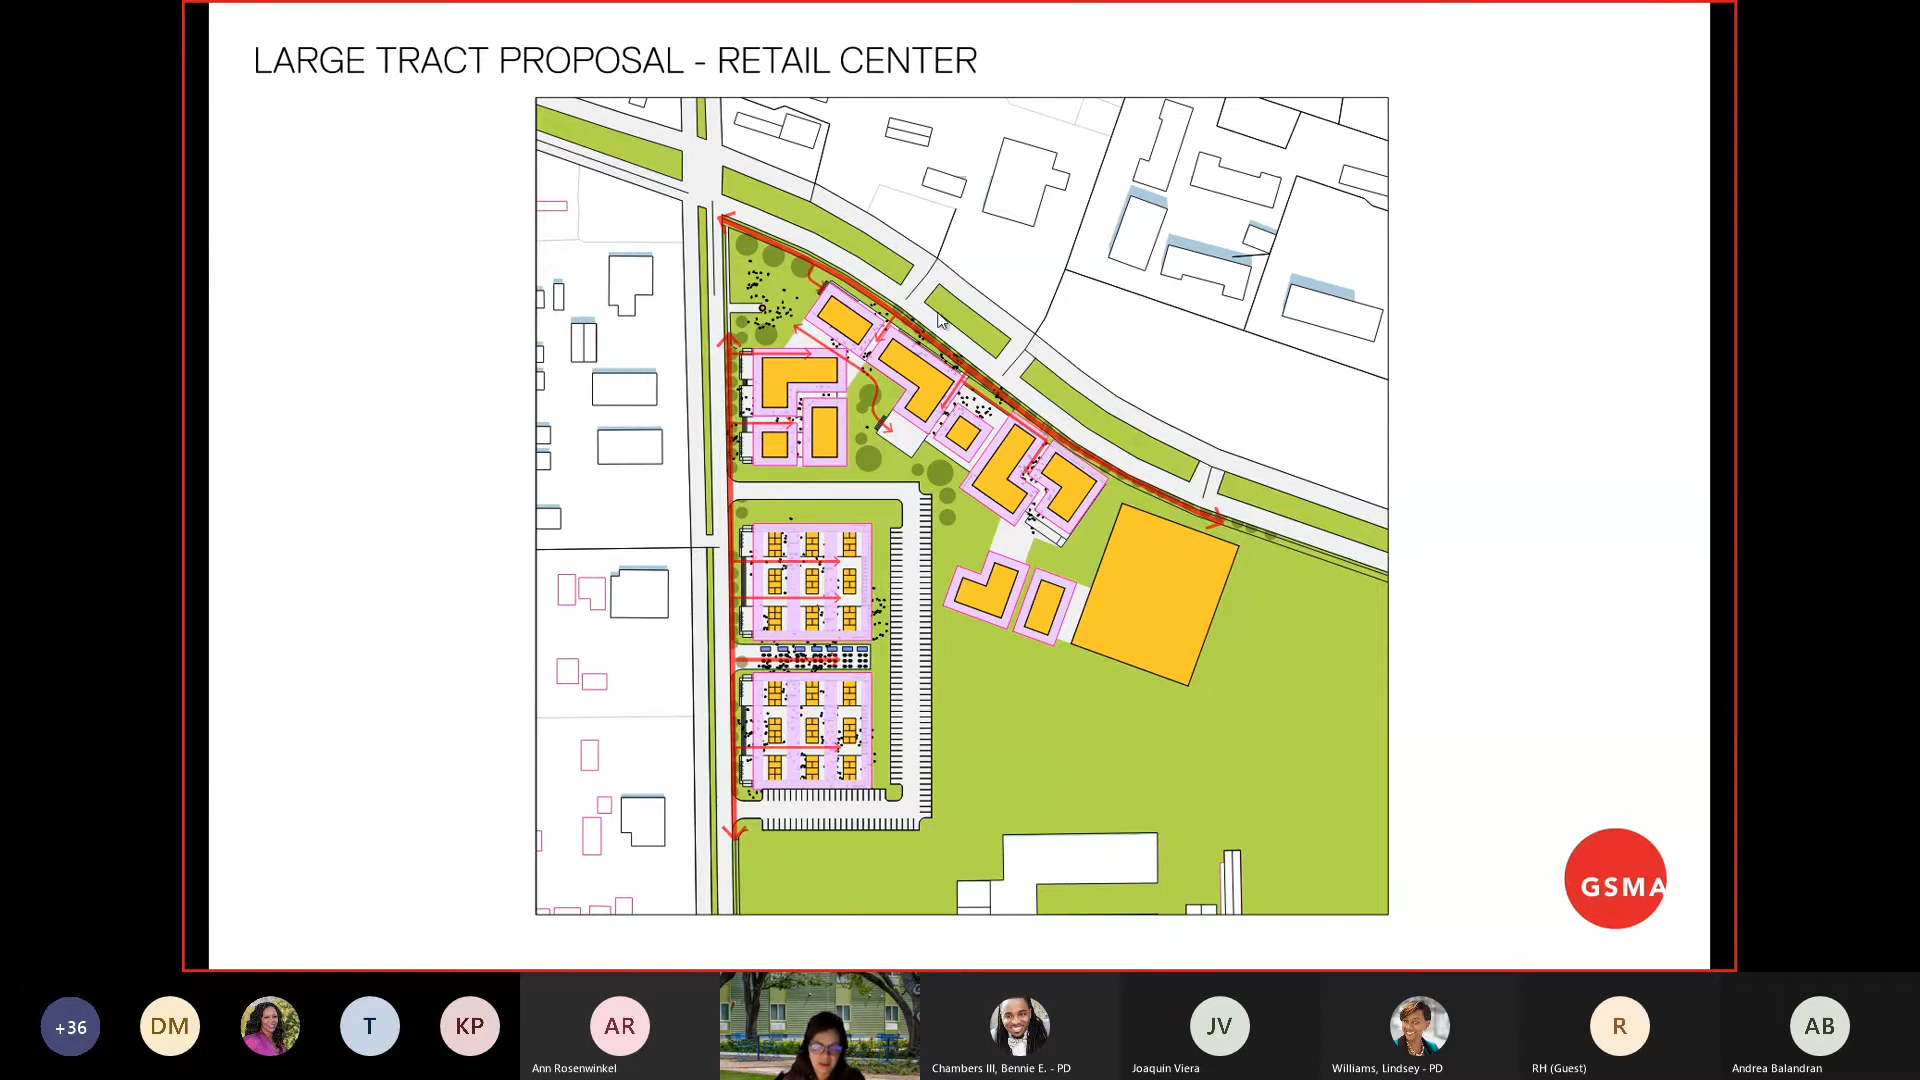 LARGE TRACT PROPOSAL - RETAIL CENTER
GSMA
+36
DM
T
KP
AR
JV
R
AB
Ann Rosenwinkel
Chambers III, Bennie E. - PD
Joaquin Viera
Williams, Lindsey - PD
RH (Guest)
Andrea Balandran